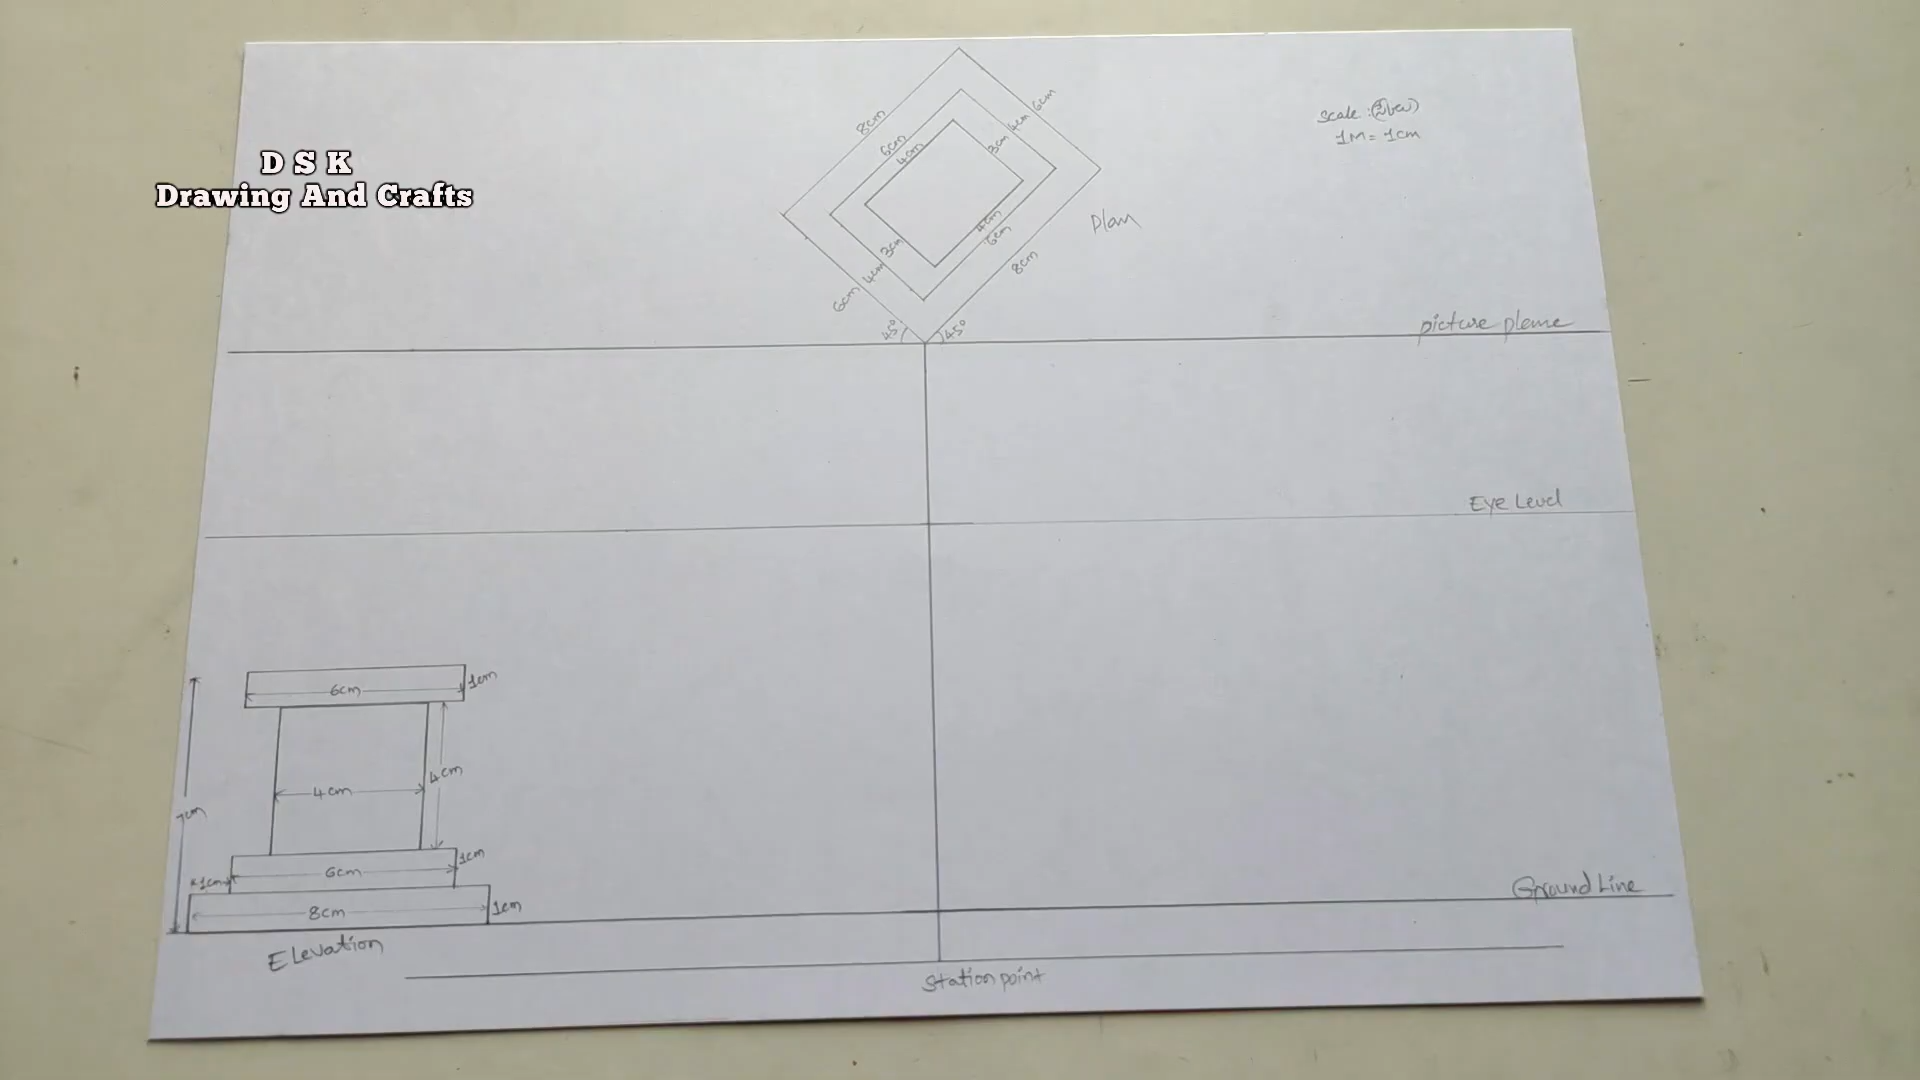 D S K
Drawing And Crafts
8cm
6cm
4cm
6cm
4cm
3cm
Scale :
1M = 1cm
4cm
6cm
8cm
Plan
3cm
4cm
6cm
45°
45°
picture plane
Eye Level
6cm
1cm
4cm
4cm
7cm
1cm
6cm
1cm
8cm
1cm
Elevation
Ground Line
Station point